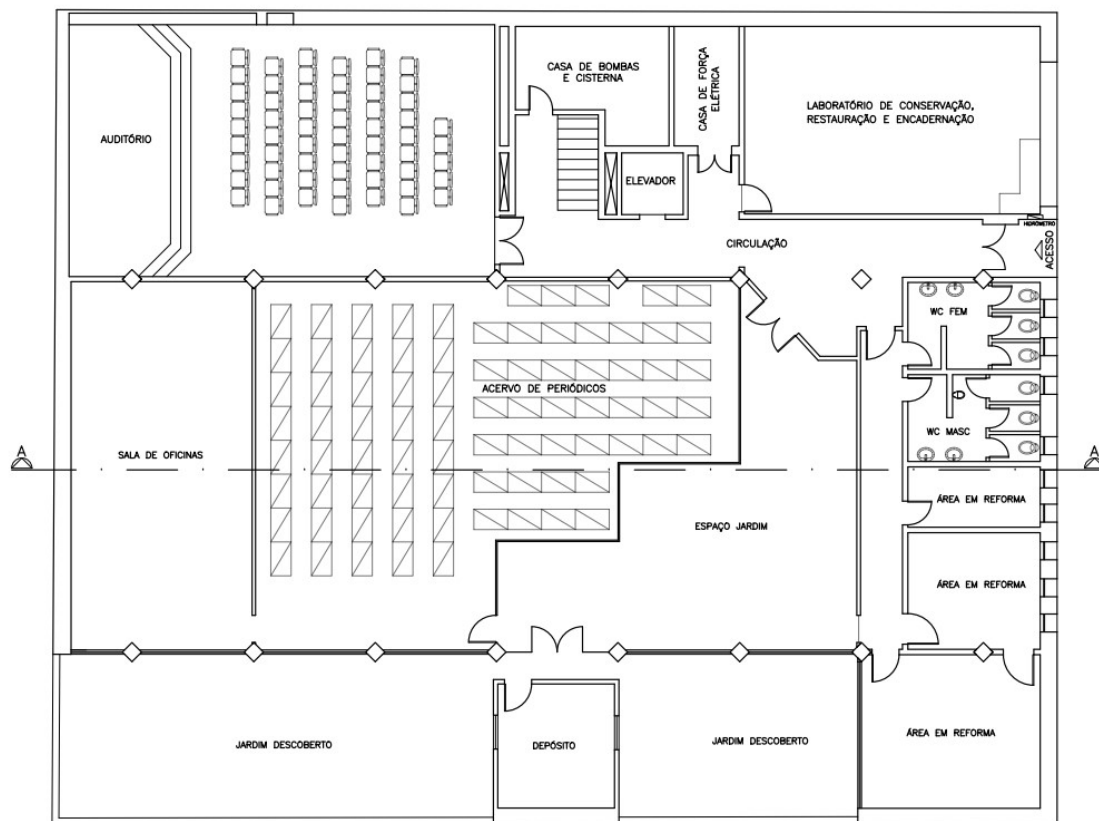 CASA DE BOMBAS
E CISTERNA
CASA DE FORÇA
ELÉTRICA
LABORATÓRIO DE CONSERVAÇÃO,
RESTAURAÇÃO E ENCADERNAÇÃO
AUDITÓRIO
ELEVADOR
HIDRÔMETRO
CIRCULAÇÃO
ACESSO
WC FEM
ACERVO DE PERIÓDICOS
WC MASC
A
SALA DE OFICINAS
A
ÁREA EM REFORMA
ESPAÇO JARDIM
ÁREA EM REFORMA
JARDIM DESCOBERTO
DEPÓSITO
JARDIM DESCOBERTO
ÁREA EM REFORMA